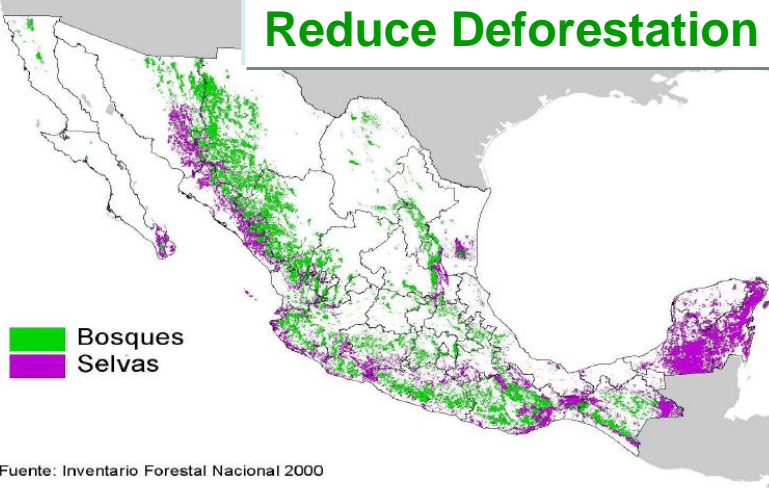 Reduce Deforestation
Bosques
Selvas
Fuente: Inventario Forestal Nacional 2000